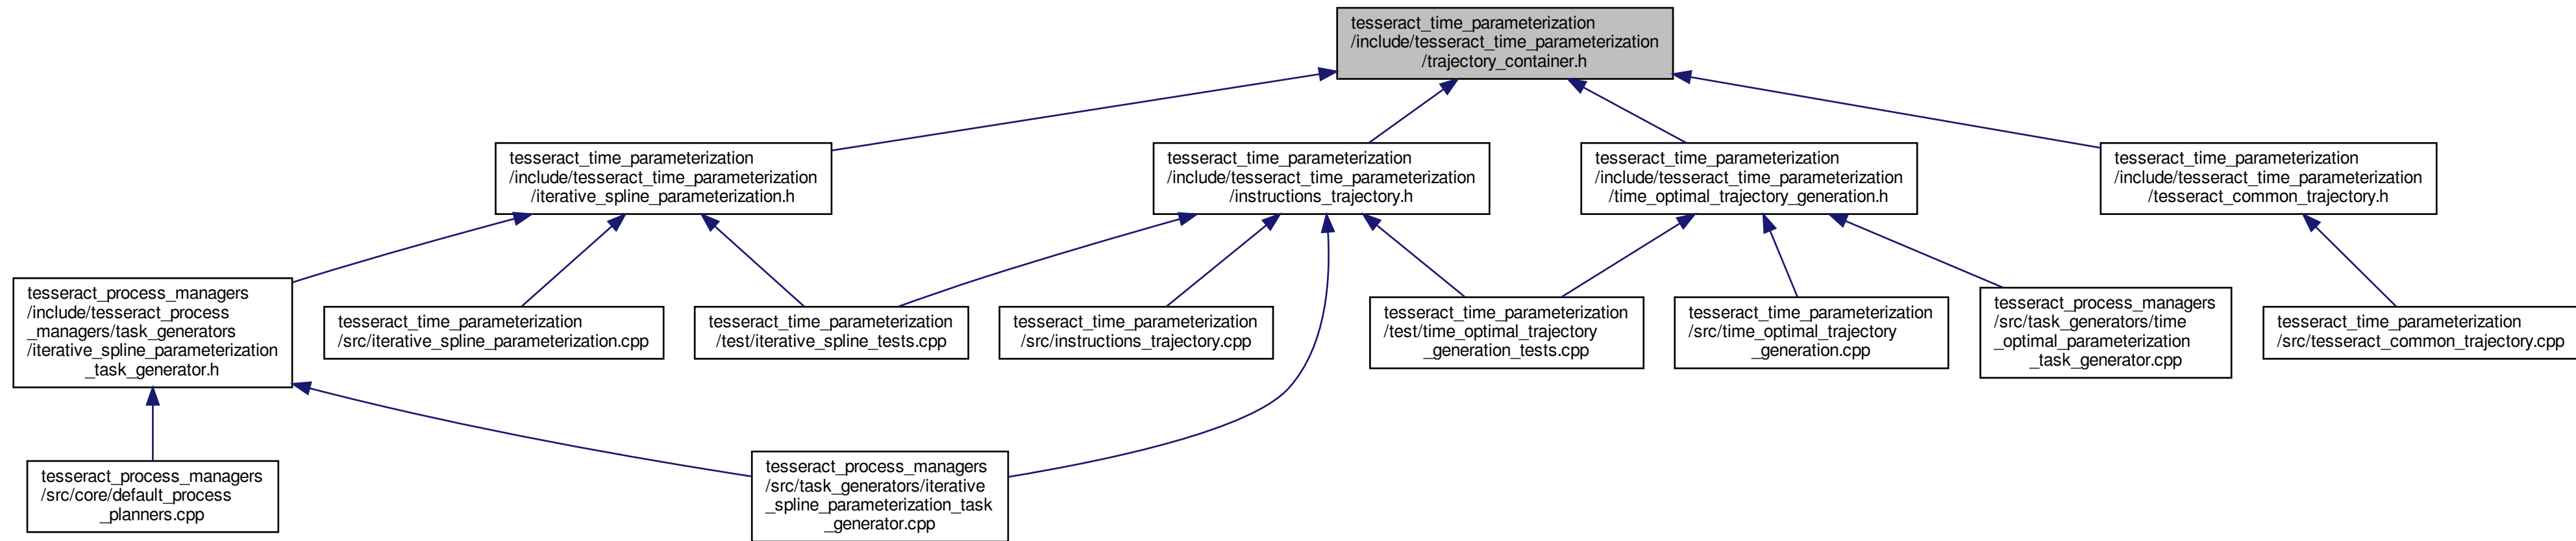 tesseract_time_parameterization
/include/tesseract_time_parameterization
/trajectory_container.h
tesseract_time_parameterization
/include/tesseract_time_parameterization
/iterative_spline_parameterization.h
tesseract_time_parameterization
/include/tesseract_time_parameterization
/instructions_trajectory.h
tesseract_time_parameterization
/include/tesseract_time_parameterization
/time_optimal_trajectory_generation.h
tesseract_time_parameterization
/include/tesseract_time_parameterization
/tesseract_common_trajectory.h
tesseract_process_managers
/include/tesseract_process
_managers/task_generators
/iterative_spline_parameterization
_task_generator.h
tesseract_time_parameterization
/src/iterative_spline_parameterization.cpp
tesseract_time_parameterization
/test/iterative_spline_tests.cpp
tesseract_time_parameterization
/src/instructions_trajectory.cpp
tesseract_time_parameterization
/test/time_optimal_trajectory
_generation_tests.cpp
tesseract_time_parameterization
/src/time_optimal_trajectory
_generation.cpp
tesseract_process_managers
/src/task_generators/time
_optimal_parameterization
_task_generator.cpp
tesseract_time_parameterization
/src/tesseract_common_trajectory.cpp
tesseract_process_managers
/src/core/default_process
_planners.cpp
tesseract_process_managers
/src/task_generators/iterative
_spline_parameterization_task
_generator.cpp